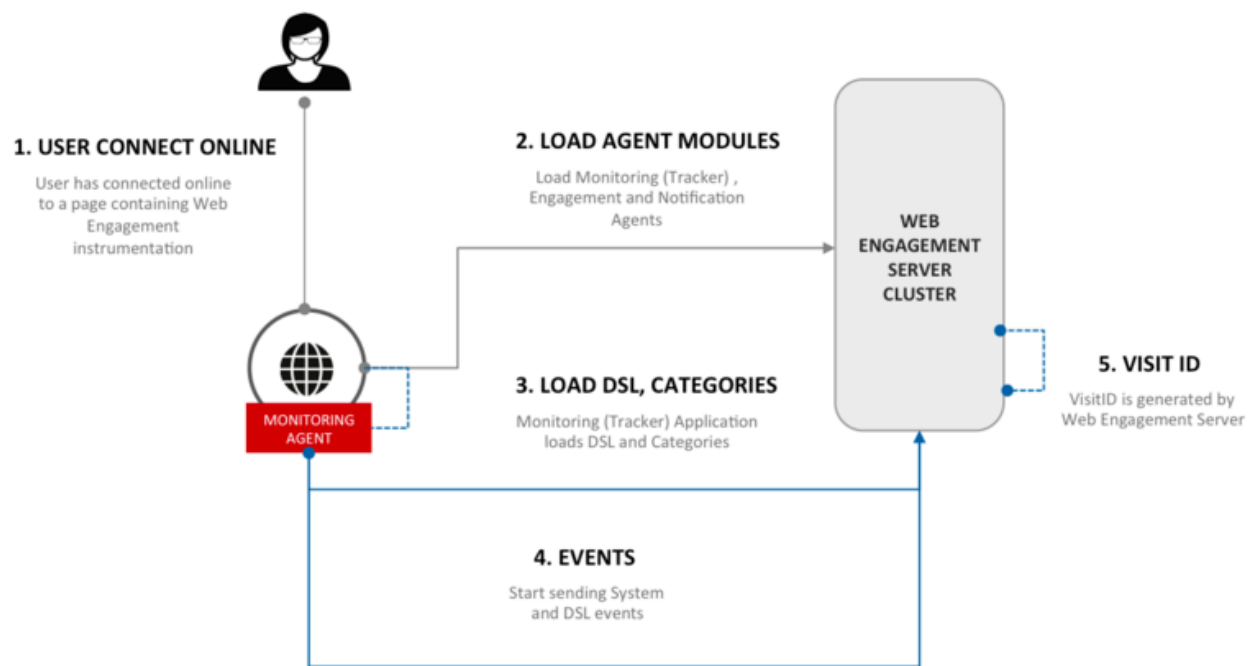 1. USER CONNECT ONLINE
User has connected online
to a page containing Web
Engagement
instrumentation
2. LOAD AGENT MODULES
Load Monitoring (Tracker) ,
Engagement and Notification
Agents
WEB
ENGAGEMENT
SERVER
CLUSTER
MONITORING
AGENT
3. LOAD DSL, CATEGORIES
Monitoring (Tracker) Application
loads DSL and Categories
5. VISIT ID
VisitID is generated by
Web Engagement Server
4. EVENTS
Start sending System
and DSL events